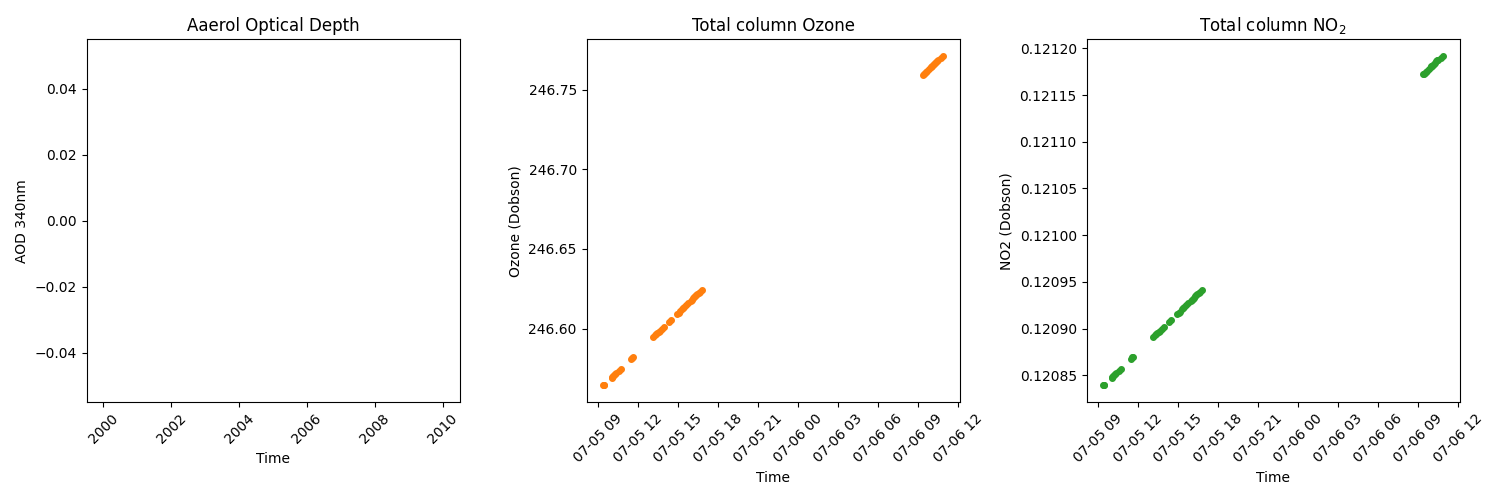 Aaerol Optical Depth
AOD 340nm
0.04
0.02
0.00
−0.02
−0.04
2000 2002 2004 2006 2008 2010
Time
Total column Ozone
Ozone (Dobson)
246.75
246.70
246.65
246.60
07-05 09 07-05 12 07-05 15 07-05 18 07-05 21 07-06 00 07-06 03 07-06 06 07-06 09 07-06 12
Time
Total column NO₂
NO2 (Dobson)
0.12120
0.12115
0.12110
0.12105
0.12100
0.12095
0.12090
0.12085
07-05 09 07-05 12 07-05 15 07-05 18 07-05 21 07-06 00 07-06 03 07-06 06 07-06 09 07-06 12
Time